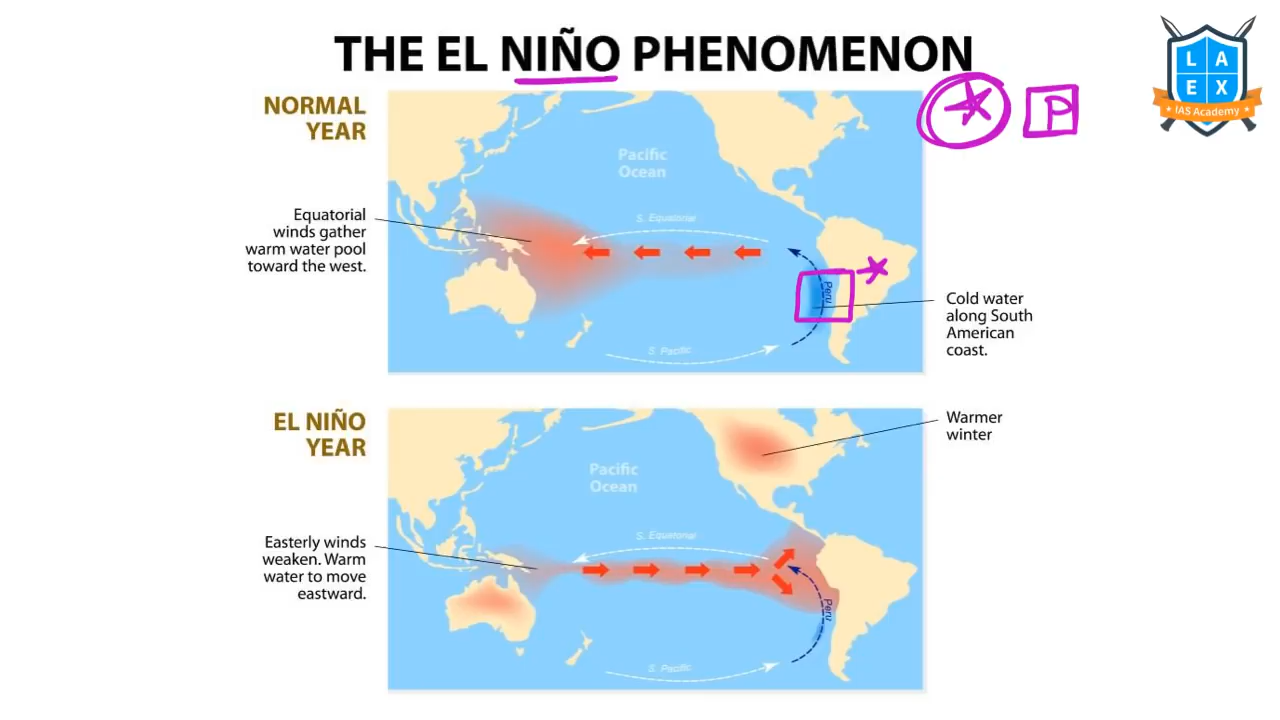 THE EL NIÑO PHENOMENON
P
L A
E X
IAS Academy
NORMAL
YEAR
Pacific
Ocean
S. Equatorial
Equatorial
winds gather
warm water pool
toward the west.
Peru
S. Pacific
Cold water
along South
American
coast.
EL NIÑO
YEAR
Warmer
winter
Pacific
Ocean
S. Equatorial
Easterly winds
weaken. Warm
water to move
eastward.
Peru
S. Pacific